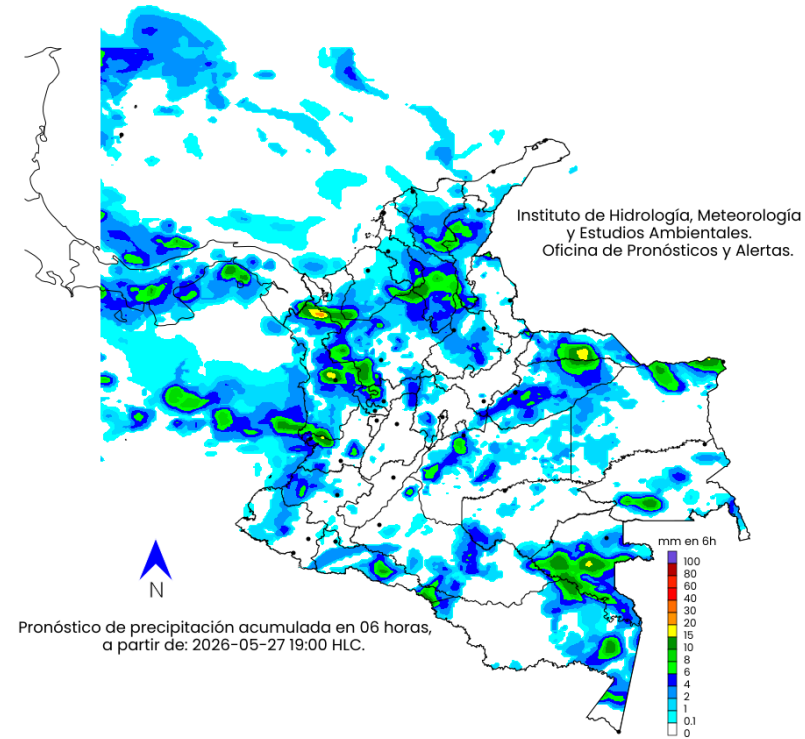 Instituto de Hidrología, Meteorología
y Estudios Ambientales.
Oficina de Pronósticos y Alertas.
mm en 6h
100
80
60
40
30
20
15
10
8
6
4
2
1
0.1
0
N
Pronóstico de precipitación acumulada en 06 horas,
a partir de: 2026-05-27 19:00 HLC.